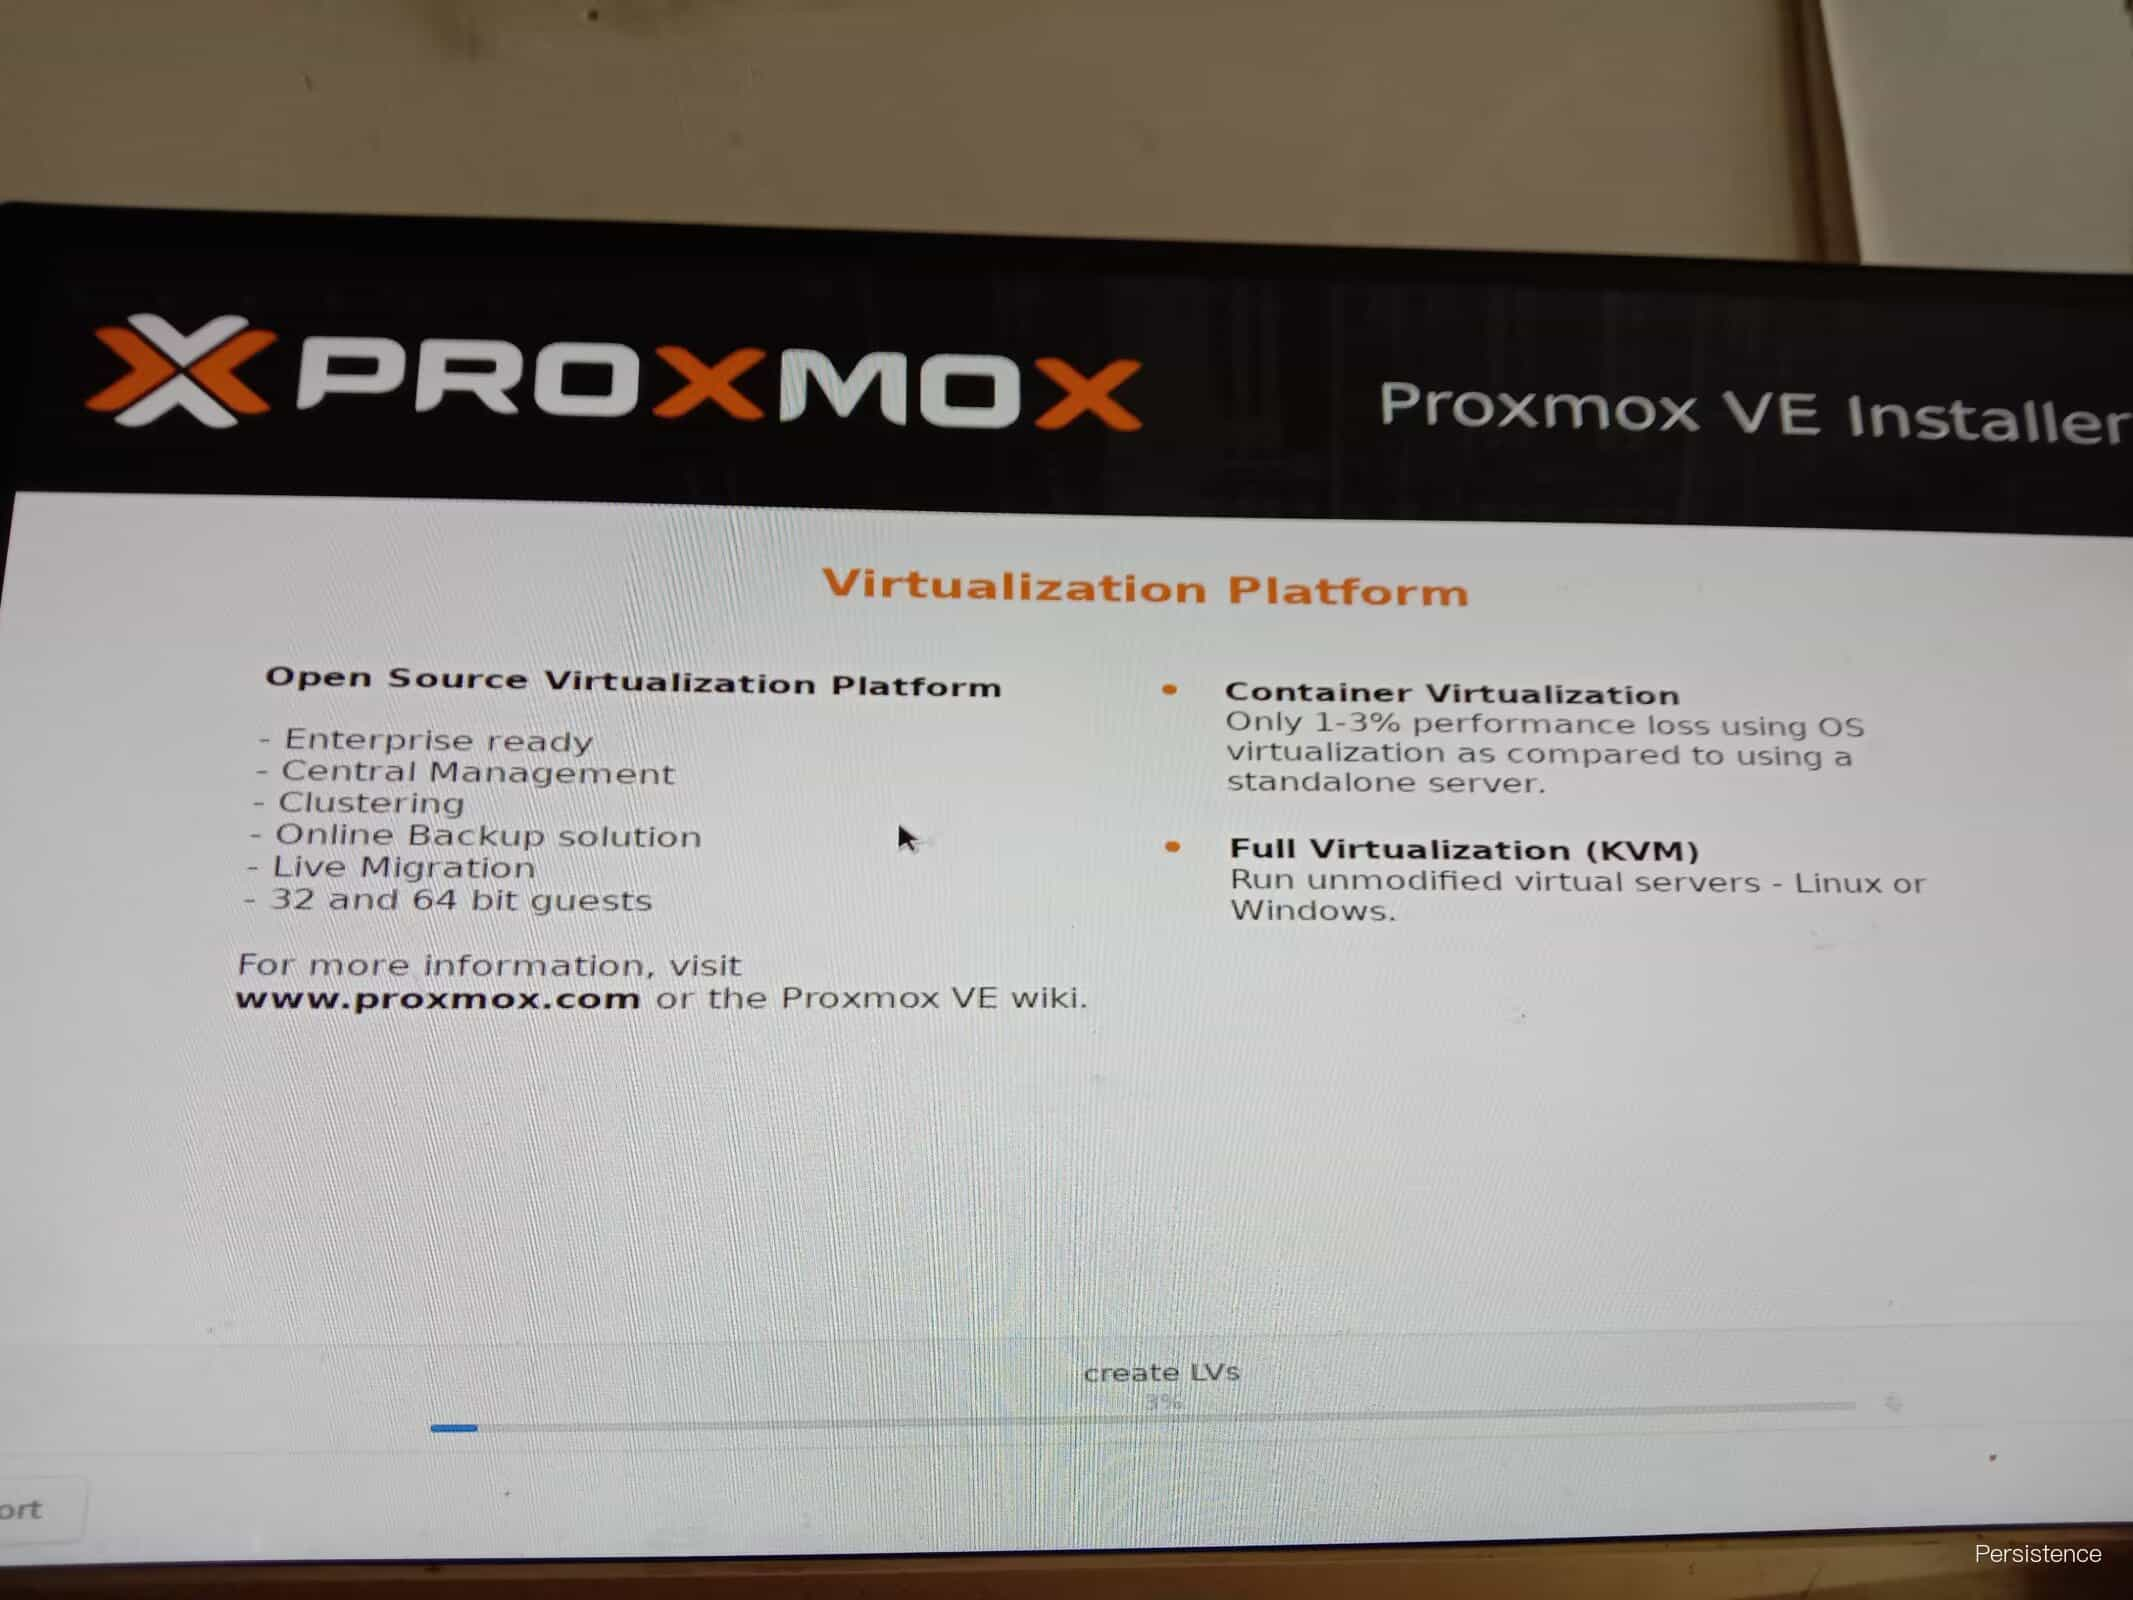 PROXMOX
Proxmox VE Installer
Virtualization Platform
Open Source Virtualization Platform
- Enterprise ready
- Central Management
- Clustering
- Online Backup solution
- Live Migration
- 32 and 64 bit guests
For more information, visit
www.proxmox.com or the Proxmox VE wiki.
Container Virtualization
Only 1-3% performance loss using OS
virtualization as compared to using a
standalone server.
Full Virtualization (KVM)
Run unmodified virtual servers - Linux or
Windows.
create LVs
3%
ort
Persistence